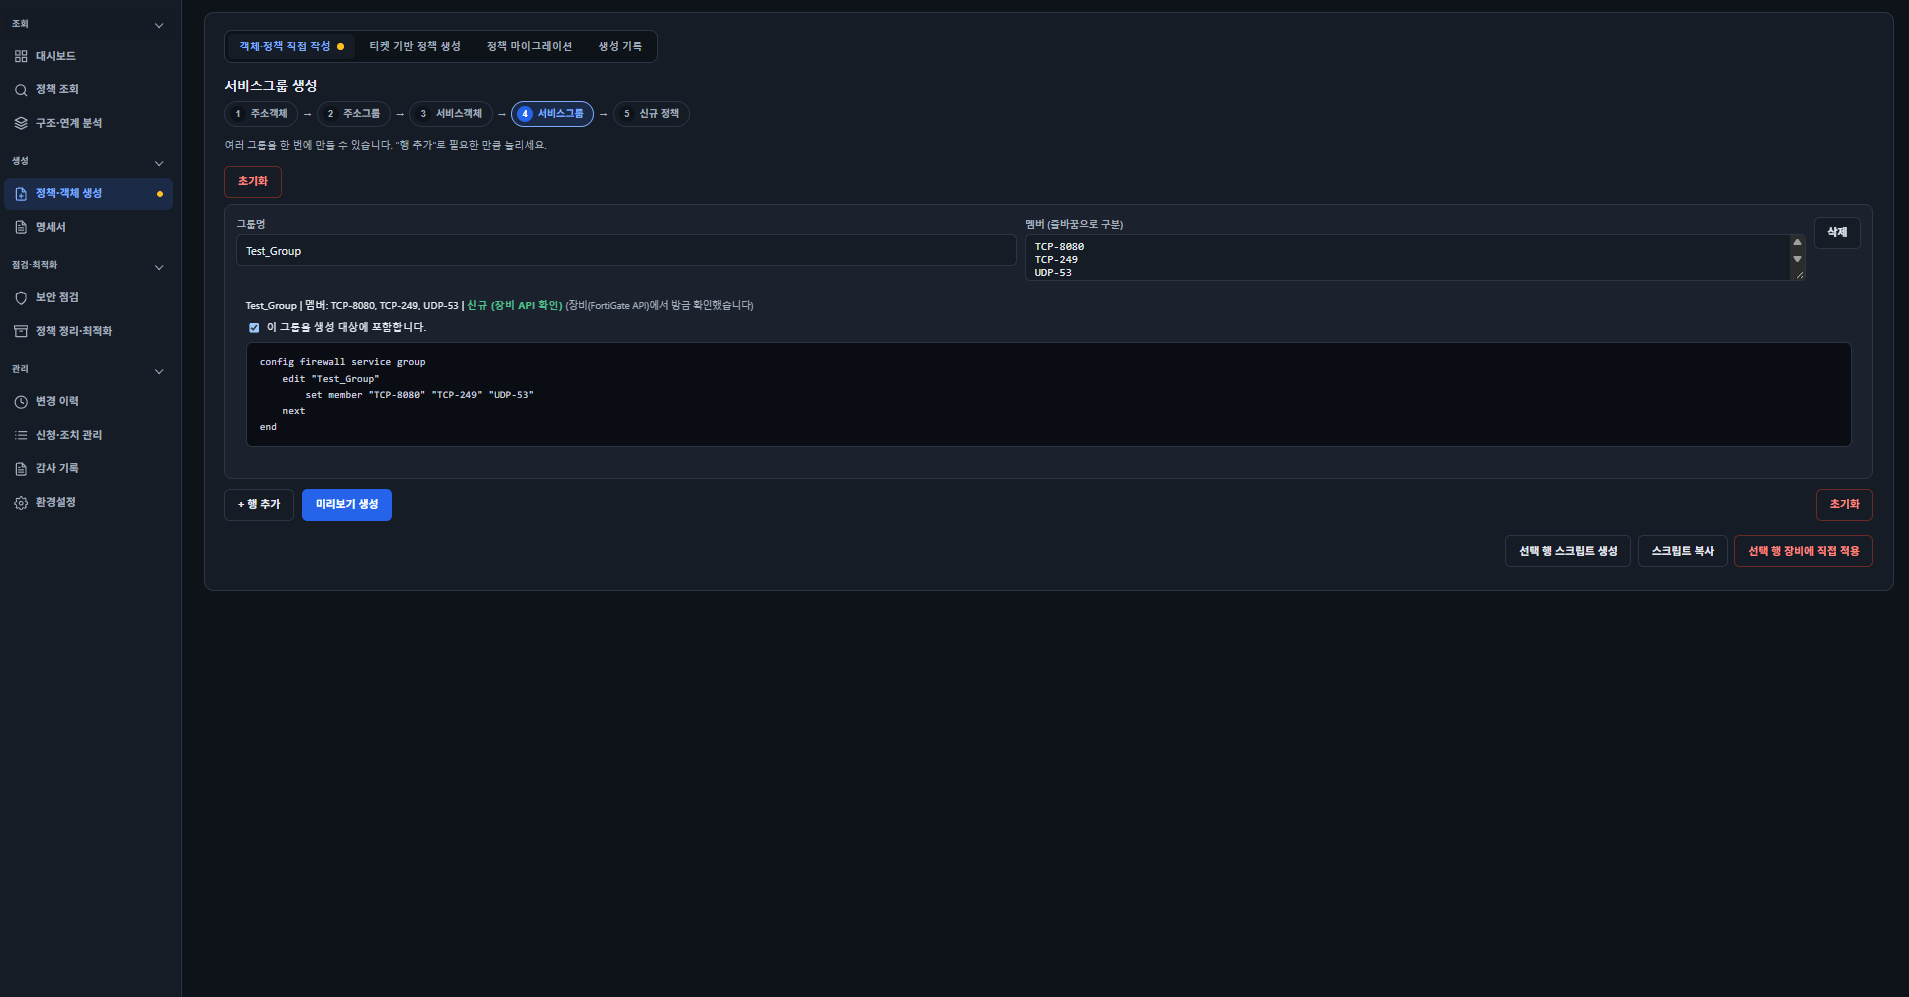 조회
대시보드
정책 조회
구조·연계 분석
생성
정책·객체 생성
명세서
점검·최적화
보안 점검
정책 정리·최적화
관리
변경 이력
신청·조치 관리
감사 기록
환경설정
객체·정책 직접 작성
티켓 기반 정책 생성
정책 마이그레이션
생성 기록
서비스그룹 생성
1 주소객체 → 2 주소그룹 → 3 서비스객체 → 4 서비스그룹 → 5 신규 정책
여러 그룹을 한 번에 만들 수 있습니다. "행 추가"로 필요한 만큼 늘리세요.
초기화
그룹명
Test_Group
멤버 (줄바꿈으로 구분)
TCP-8080
TCP-249
UDP-53
삭제
Test_Group | 멤버: TCP-8080, TCP-249, UDP-53 | 신규 (장비 API 확인) (장비(FortiGate API)에서 방금 확인했습니다)
이 그룹을 생성 대상에 포함합니다.
config firewall service group
edit "Test_Group"
set member "TCP-8080" "TCP-249" "UDP-53"
next
end
+ 행 추가
미리보기 생성
초기화
선택 행 스크립트 생성
스크립트 복사
선택 행 장비에 직접 적용